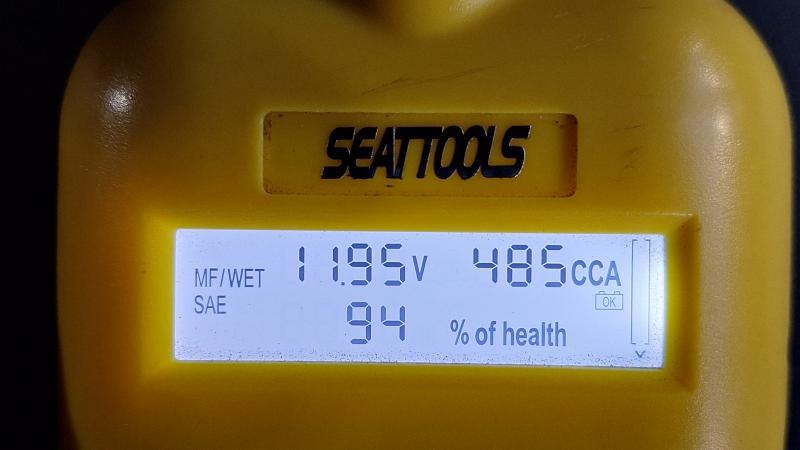 SEATTOOLS
MF/WET 11.95V 485CCA
SAE OK
94 % of health